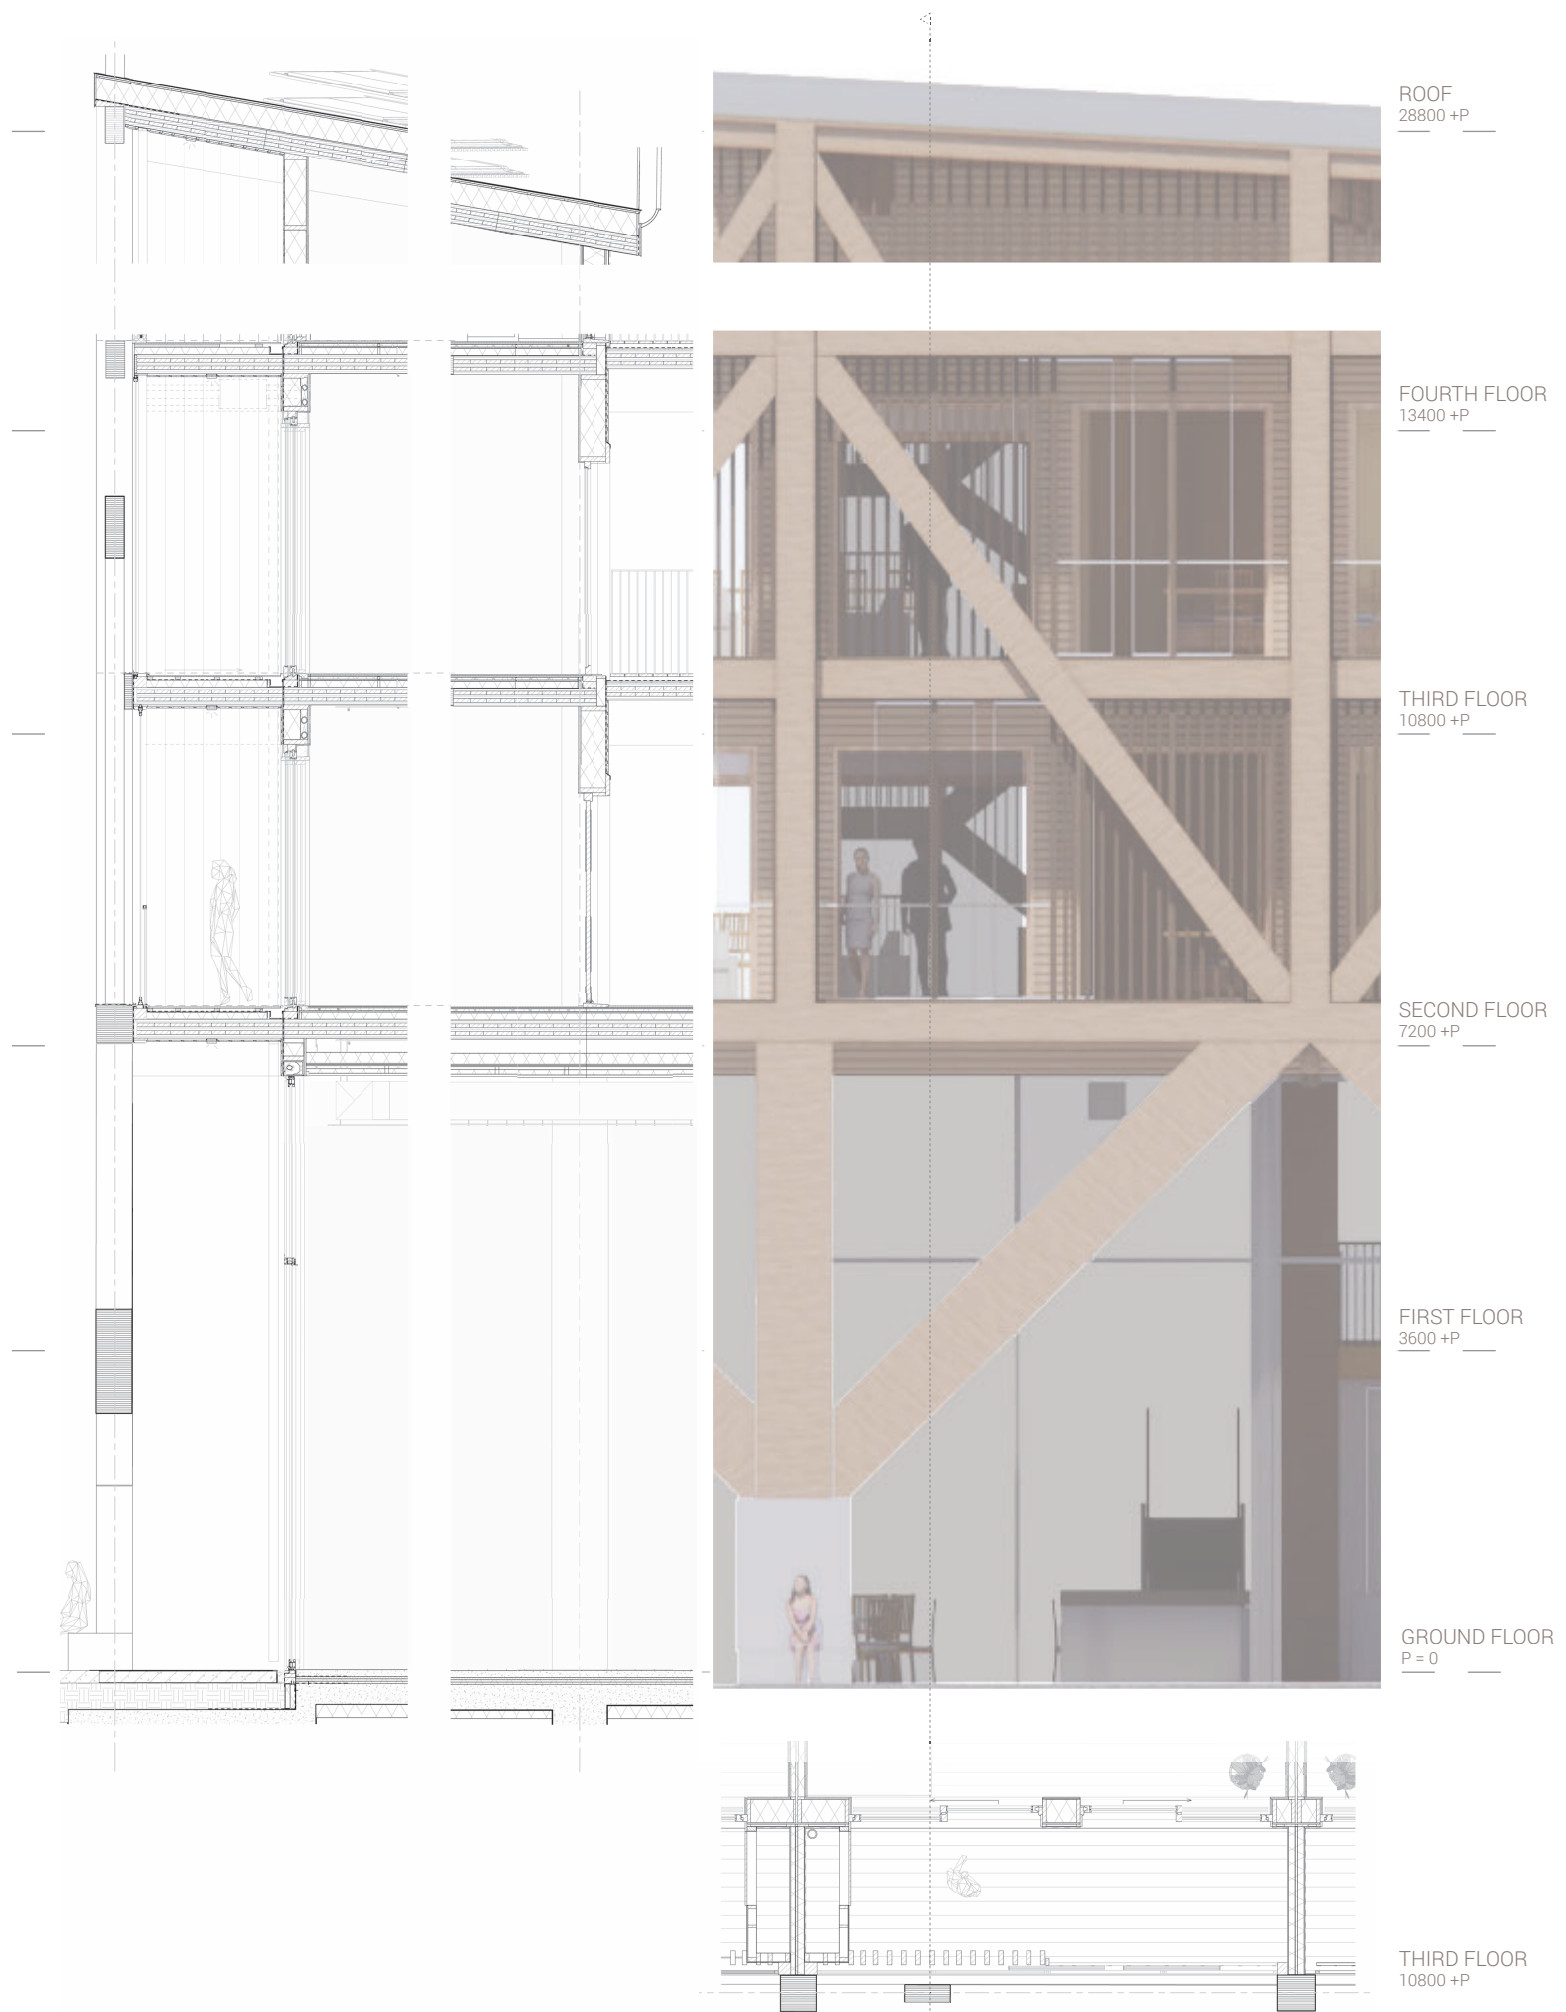 ROOF
28800 +P
FOURTH FLOOR
13400 +P
THIRD FLOOR
10800 +P
SECOND FLOOR
7200 +P
FIRST FLOOR
3600 +P
GROUND FLOOR
P = 0
THIRD FLOOR
10800 +P